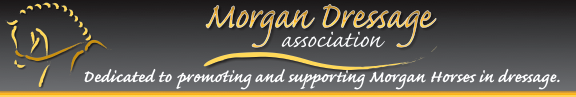 Morgan Dressage
association
Dedicated to promoting and supporting Morgan Horses in dressage.